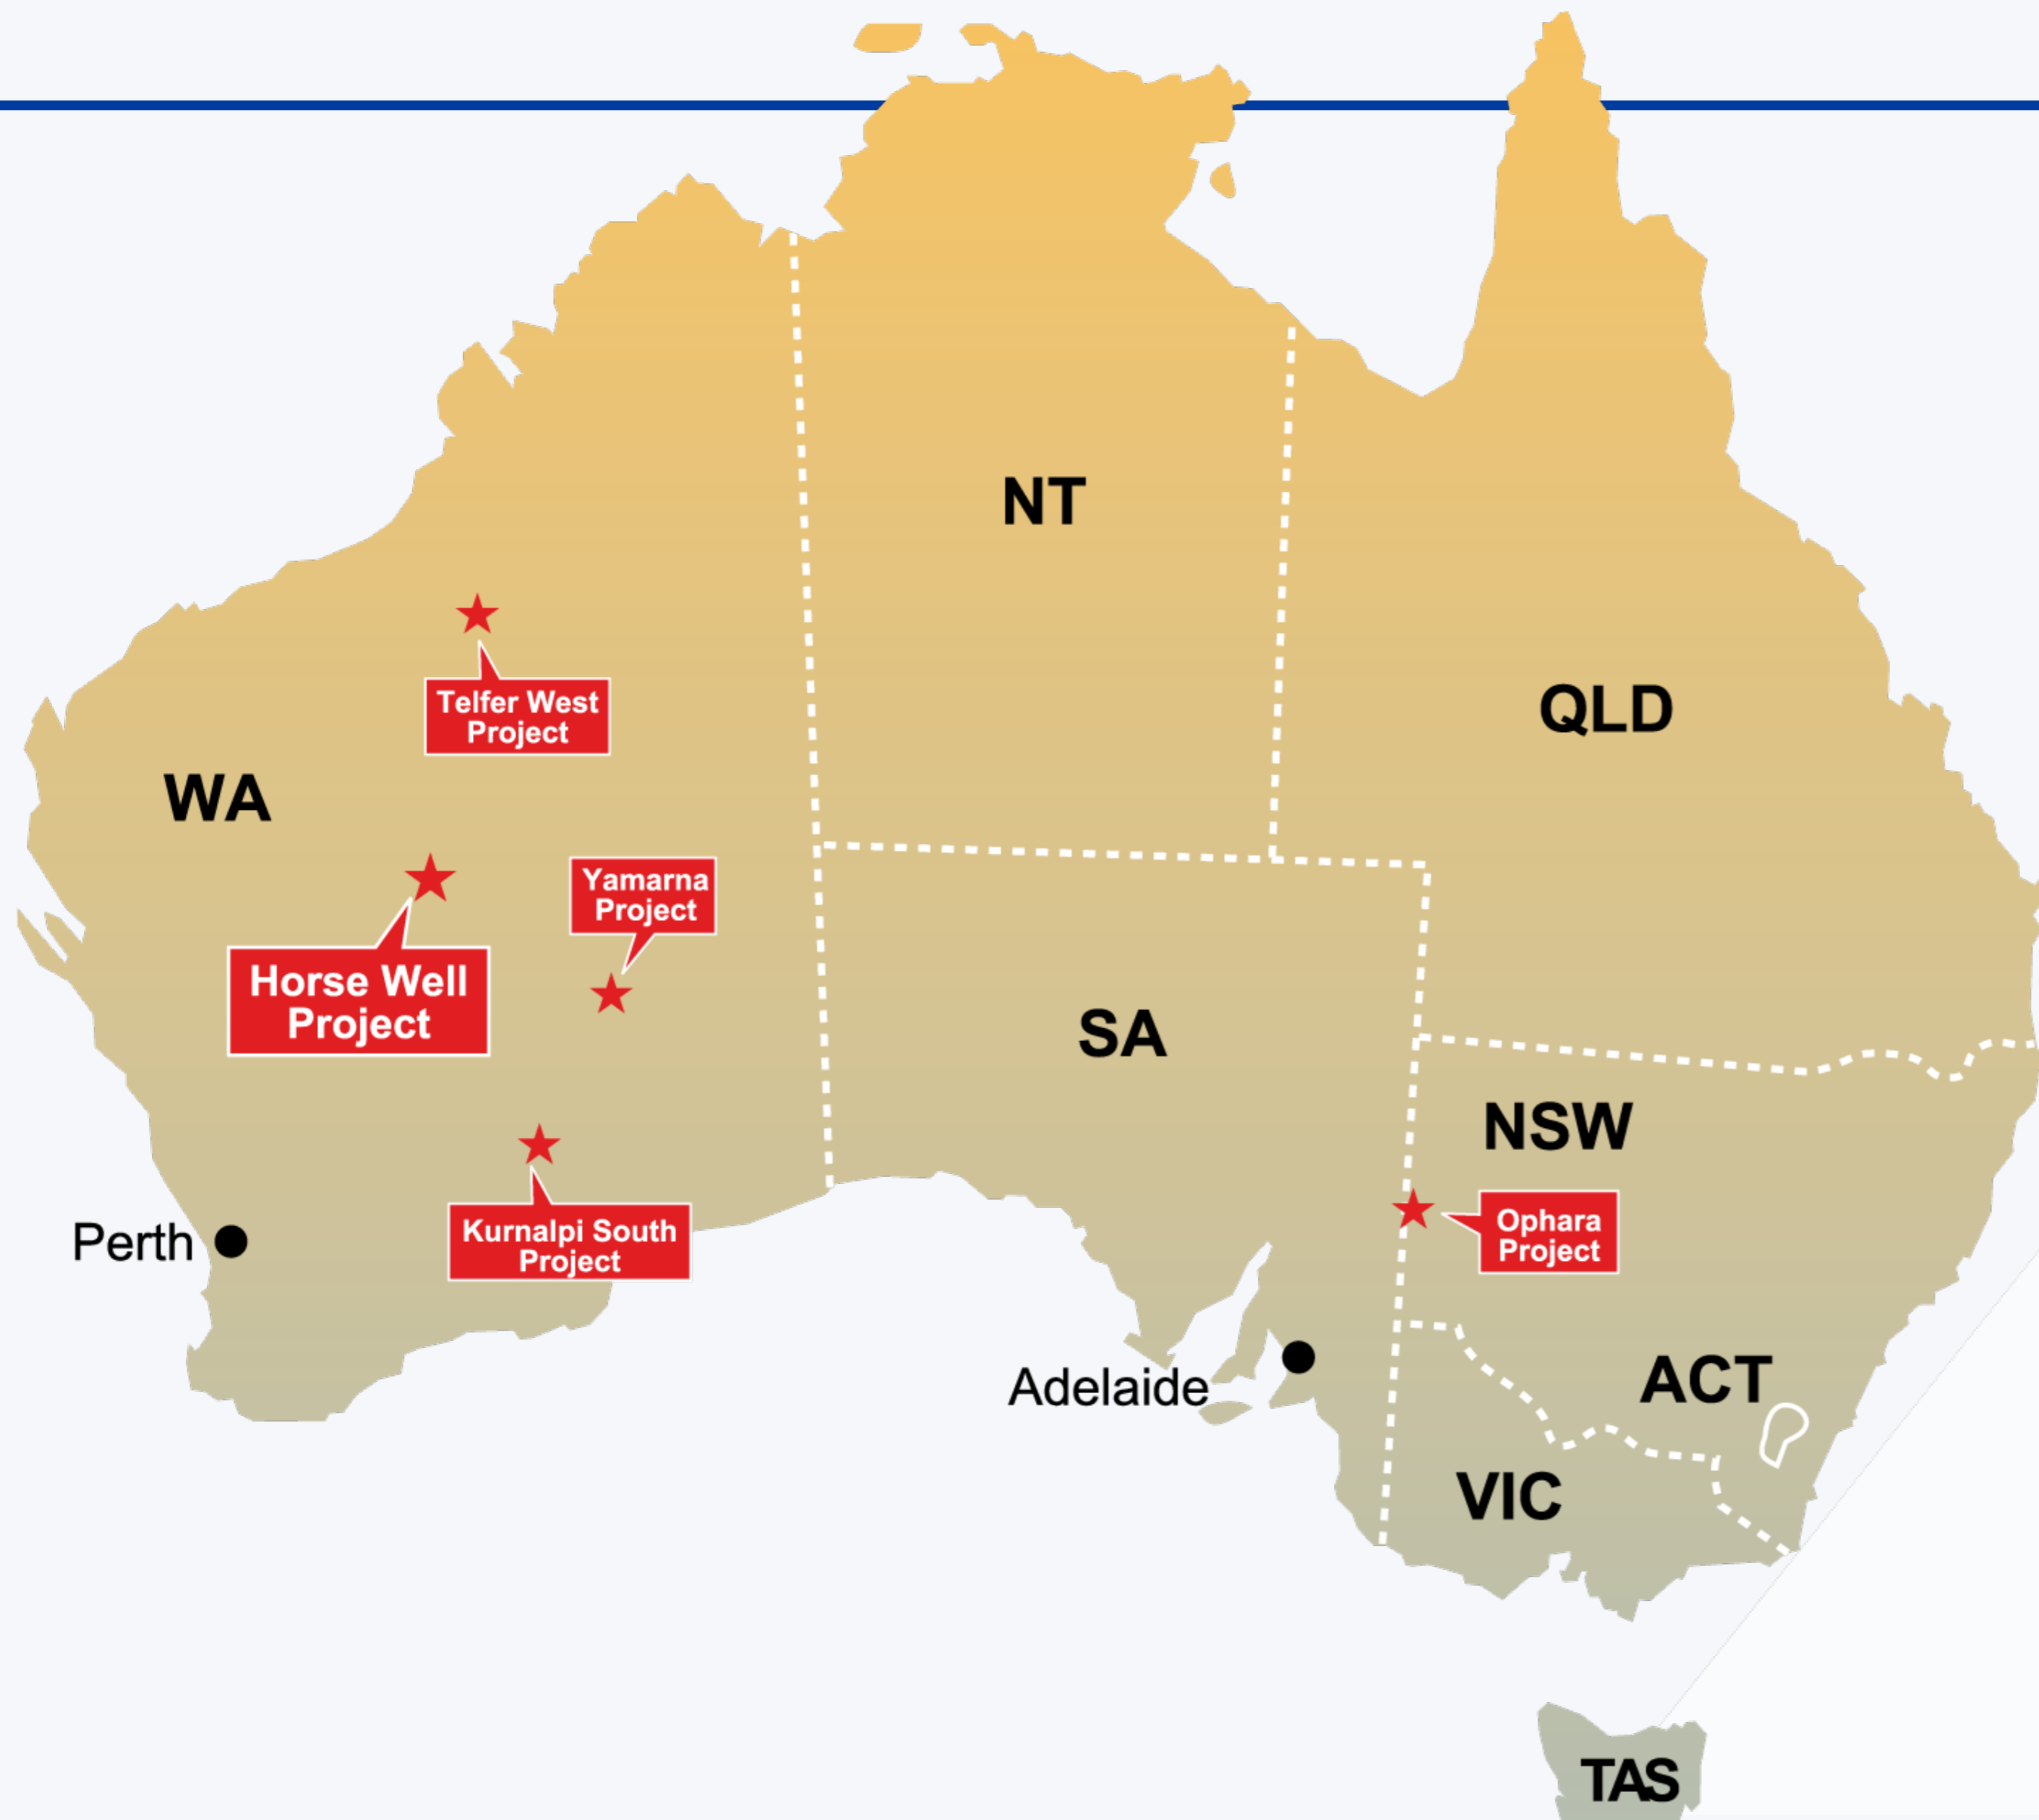 NT
Telfer West
Project
QLD
WA
Yamarna
Project
Horse Well
Project
SA
NSW
Kurnalpi South
Project
Ophara
Project
Perth
Adelaide
ACT
VIC
TAS